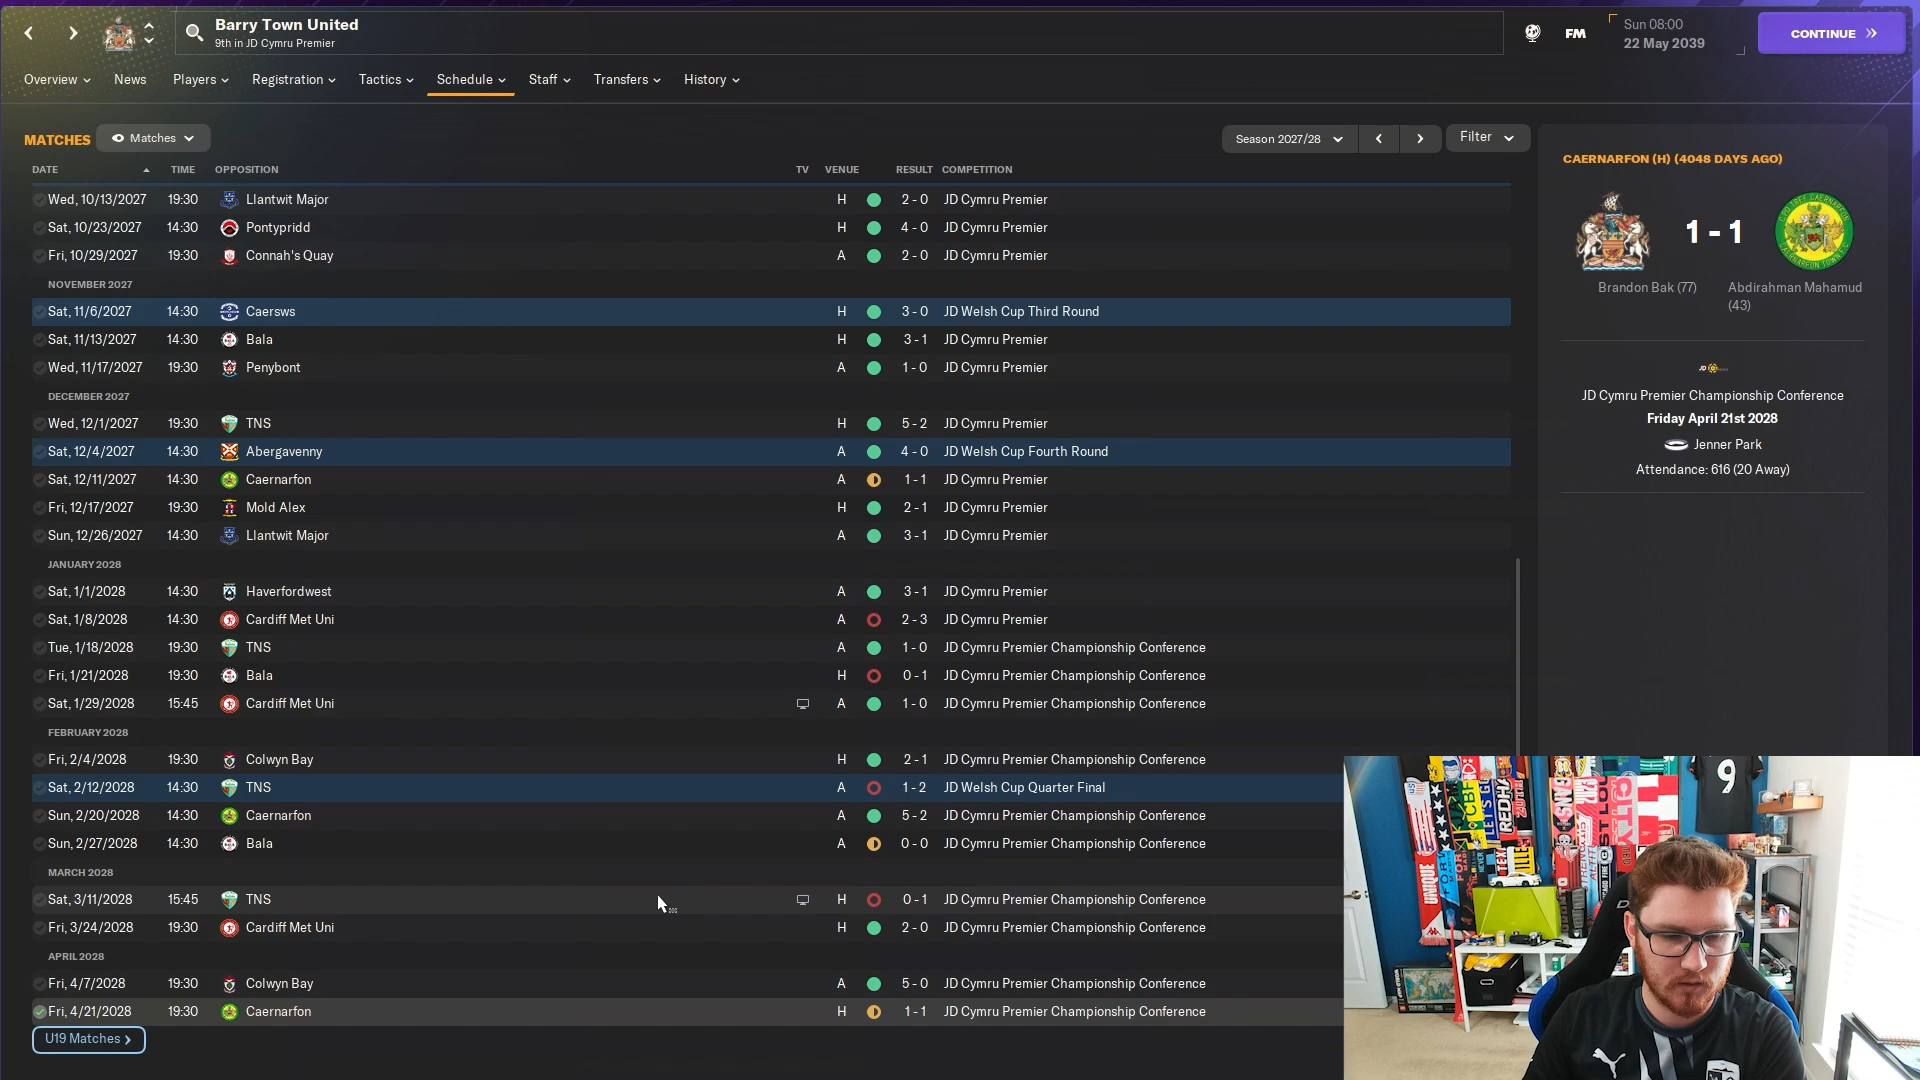 Barry Town United
9th in JD Cymru Premier
FM
Sun 08:00
22 May 2039
CONTINUE
Overview News Players Registration Tactics Schedule Staff Transfers History
MATCHES Matches Season 2027/28 Filter
DATE TIME OPPOSITION TV VENUE RESULT COMPETITION
Wed, 10/13/2027 19:30 Llantwit Major H 2 - 0 JD Cymru Premier
Sat, 10/23/2027 14:30 Pontypridd H 4 - 0 JD Cymru Premier
Fri, 10/29/2027 19:30 Connah's Quay A 2 - 0 JD Cymru Premier
NOVEMBER 2027
Sat, 11/6/2027 14:30 Caersws H 3 - 0 JD Welsh Cup Third Round
Sat, 11/13/2027 14:30 Bala H 3 - 1 JD Cymru Premier
Wed, 11/17/2027 19:30 Penybont A 1 - 0 JD Cymru Premier
DECEMBER 2027
Wed, 12/1/2027 19:30 TNS H 5 - 2 JD Cymru Premier
Sat, 12/4/2027 14:30 Abergavenny A 4 - 0 JD Welsh Cup Fourth Round
Sat, 12/11/2027 14:30 Caernarfon A 1 - 1 JD Cymru Premier
Fri, 12/17/2027 19:30 Mold Alex H 2 - 1 JD Cymru Premier
Sun, 12/26/2027 14:30 Llantwit Major A 3 - 1 JD Cymru Premier
JANUARY 2028
Sat, 1/1/2028 14:30 Haverfordwest A 3 - 1 JD Cymru Premier
Sat, 1/8/2028 14:30 Cardiff Met Uni A 2 - 3 JD Cymru Premier
Tue, 1/18/2028 19:30 TNS A 1 - 0 JD Cymru Premier Championship Conference
Fri, 1/21/2028 19:30 Bala H 0 - 1 JD Cymru Premier Championship Conference
Sat, 1/29/2028 15:45 Cardiff Met Uni A 1 - 0 JD Cymru Premier Championship Conference
FEBRUARY 2028
Fri, 2/4/2028 19:30 Colwyn Bay H 2 - 1 JD Cymru Premier Championship Conference
Sat, 2/12/2028 14:30 TNS A 1 - 2 JD Welsh Cup Quarter Final
Sun, 2/20/2028 14:30 Caernarfon A 5 - 2 JD Cymru Premier Championship Conference
Sun, 2/27/2028 14:30 Bala A 0 - 0 JD Cymru Premier Championship Conference
MARCH 2028
Sat, 3/11/2028 15:45 TNS H 0 - 1 JD Cymru Premier Championship Conference
Fri, 3/24/2028 19:30 Cardiff Met Uni H 2 - 0 JD Cymru Premier Championship Conference
APRIL 2028
Fri, 4/7/2028 19:30 Colwyn Bay A 5 - 0 JD Cymru Premier Championship Conference
Fri, 4/21/2028 19:30 Caernarfon H 1 - 1 JD Cymru Premier Championship Conference
U19 Matches
CAERNARFON (H) (4048 DAYS AGO)
1 - 1
Brandon Bak (77) Abdirahman Mahamud
(43)
JD Cymru Premier Championship Conference
Friday April 21st 2028
Jenner Park
Attendance: 616 (20 Away)
9
UNIQUE